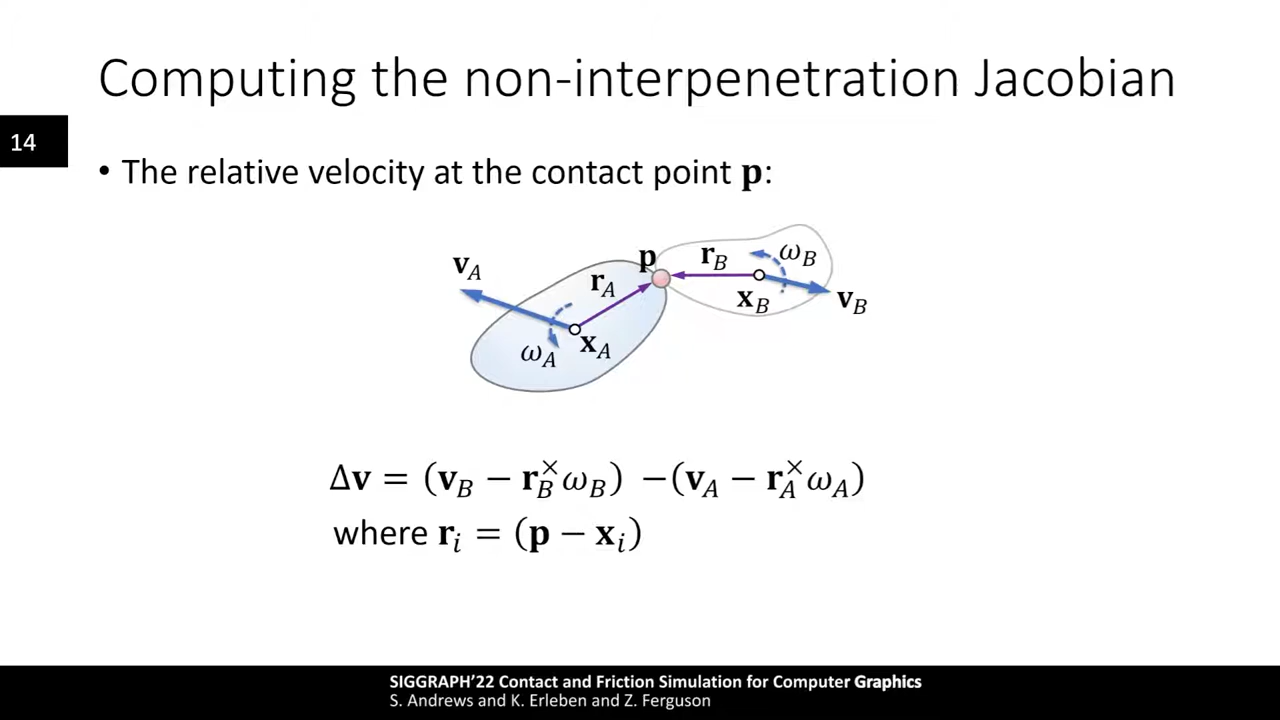 Computing the non-interpenetration Jacobian
14
• The relative velocity at the contact point p:
v_A
r_A
p
r_B
ω_B
x_B
v_B
ω_A
x_A
Δv = (v_B − r_B^× ω_B) −(v_A − r_A^× ω_A)
where r_i = (p − x_i)
SIGGRAPH'22 Contact and Friction Simulation for Computer Graphics
S. Andrews and K. Erleben and Z. Ferguson